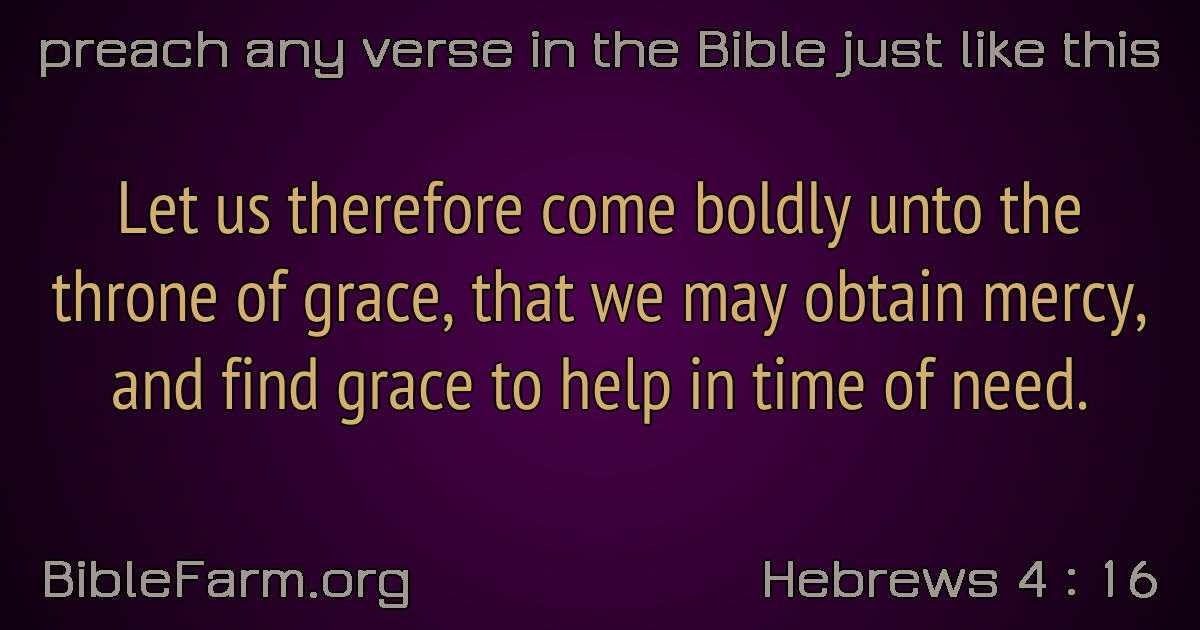 preach any verse in the Bible just like this
Let us therefore come boldly unto the
throne of grace, that we may obtain mercy,
and find grace to help in time of need.
BibleFarm.org
Hebrews 4 : 16